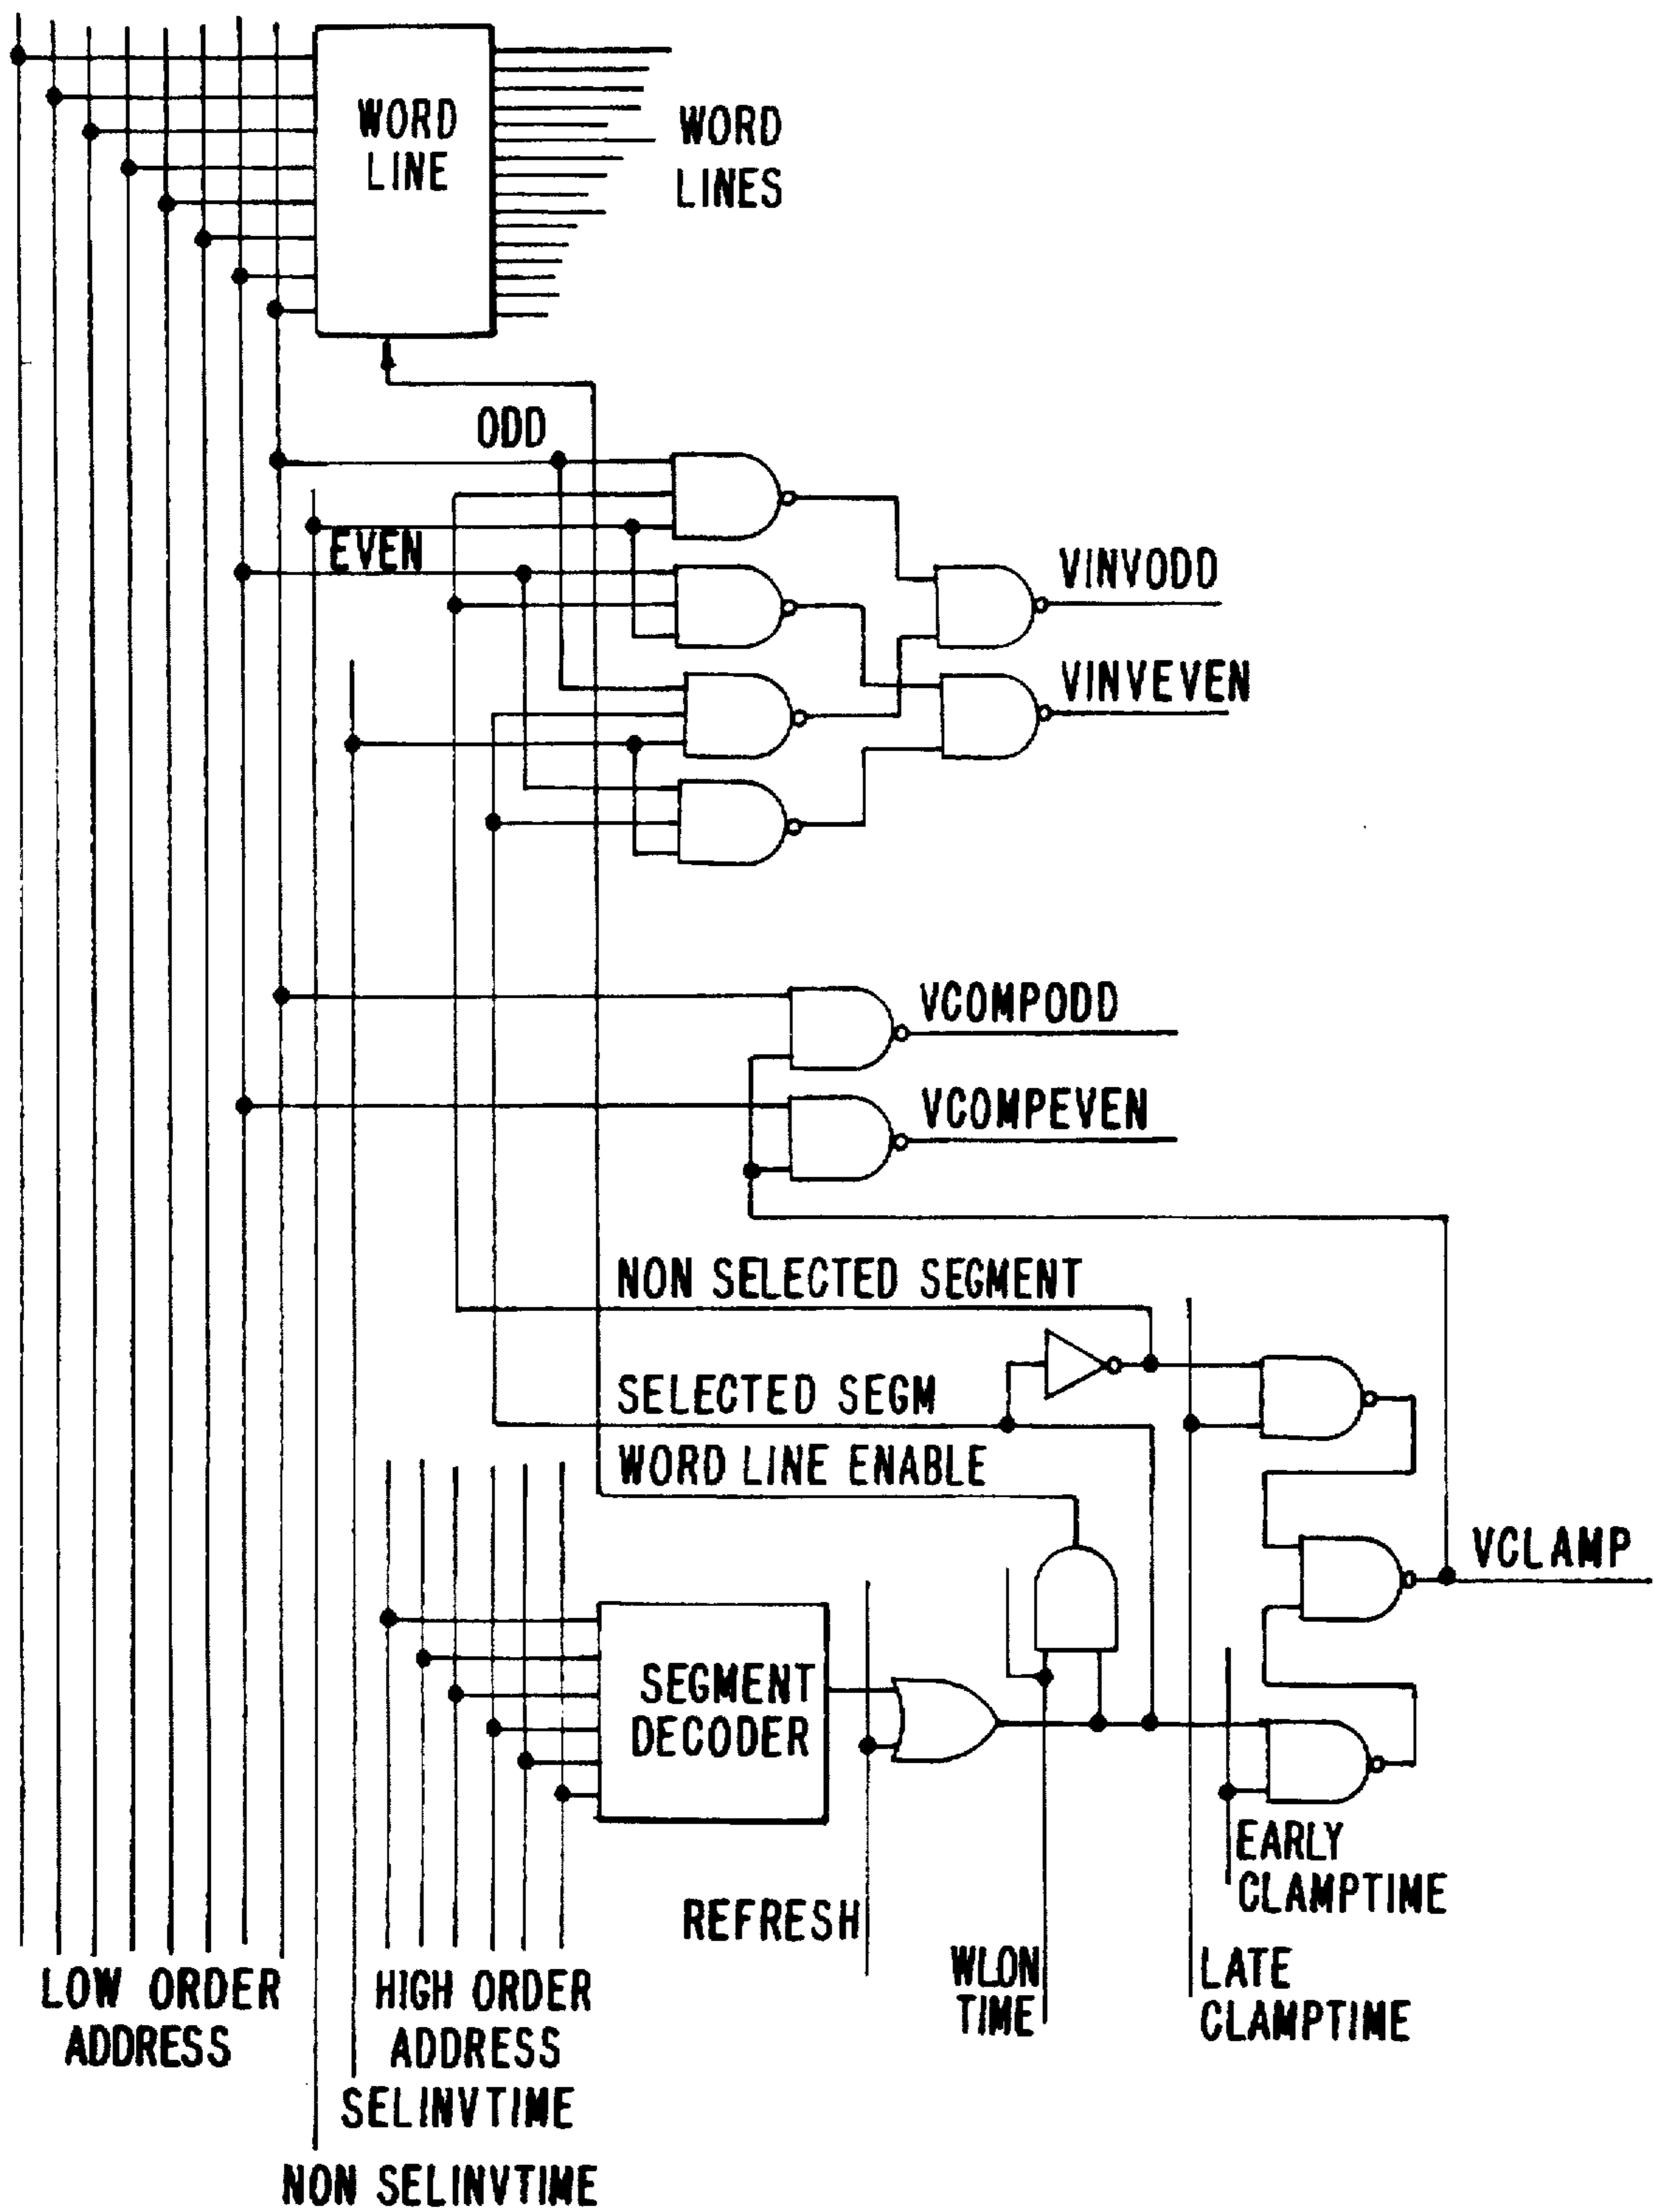 WORD
LINE
WORD
LINES
ODD
EVEN
VINVODD
VINVEVEN
VCOMPODD
VCOMPEVEN
NON SELECTED SEGMENT
SELECTED SEGM
WORD LINE ENABLE
VCLAMP
SEGMENT
DECODER
EARLY
CLAMPTIME
REFRESH
WLON
TIME
LATE
CLAMPTIME
LOW ORDER
ADDRESS
HIGH ORDER
ADDRESS
SELINVTIME
NON SELINVTIME